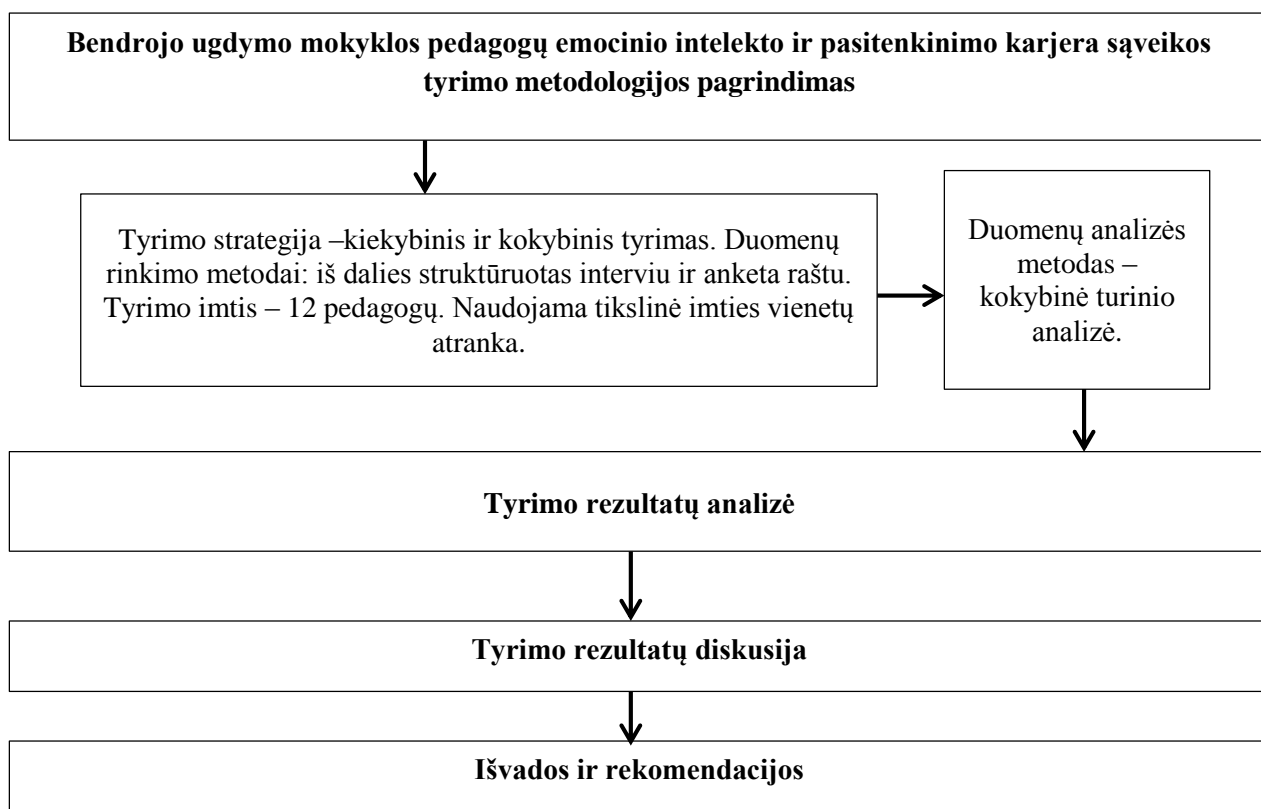 Bendrojo ugdymo mokyklos pedagogų emocinio intelekto ir pasitenkinimo karjera sąveikos
tyrimo metodologijos pagrindimas
Tyrimo strategija –kiekybinis ir kokybinis tyrimas. Duomenų
rinkimo metodai: iš dalies struktūruotas interviu ir anketa raštu.
Tyrimo imtis – 12 pedagogų. Naudojama tikslinė imties vienetų
atranka.
Duomenų analizės
metodas –
kokybinė turinio
analizė.
Tyrimo rezultatų analizė
Tyrimo rezultatų diskusija
Išvados ir rekomendacijos